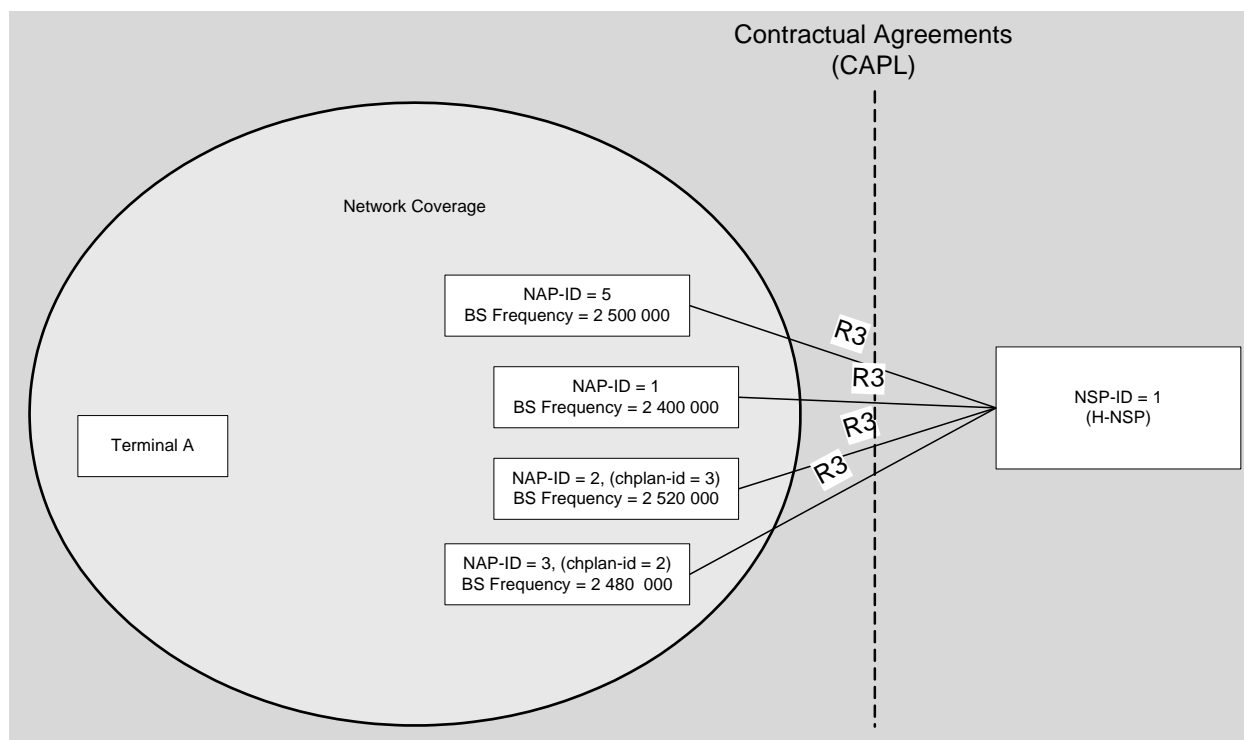 Contractual Agreements
(CAPL)
Network Coverage
NAP-ID = 5
BS Frequency = 2 500 000
R3
NAP-ID = 1
BS Frequency = 2 400 000
R3
NSP-ID = 1
(H-NSP)
Terminal A
R3
NAP-ID = 2, (chplan-id = 3)
BS Frequency = 2 520 000
R3
NAP-ID = 3, (chplan-id = 2)
BS Frequency = 2 480  000